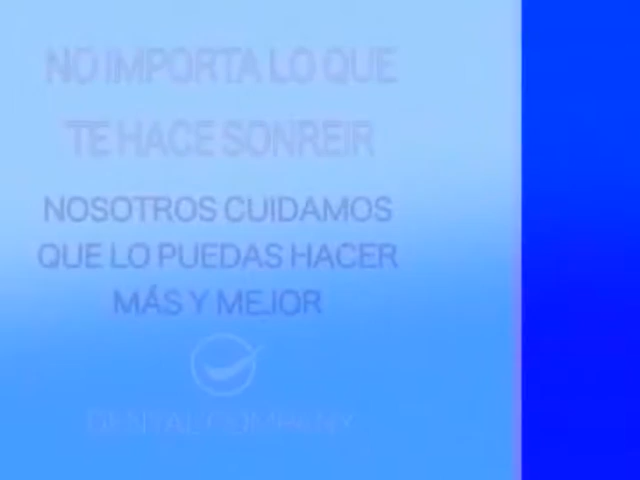 NO IMPORTA LO QUE
TE HACE SONREIR
NOSOTROS CUIDAMOS
QUE LO PUEDAS HACER
MÁS Y MEJOR
DENTAL COMPANY